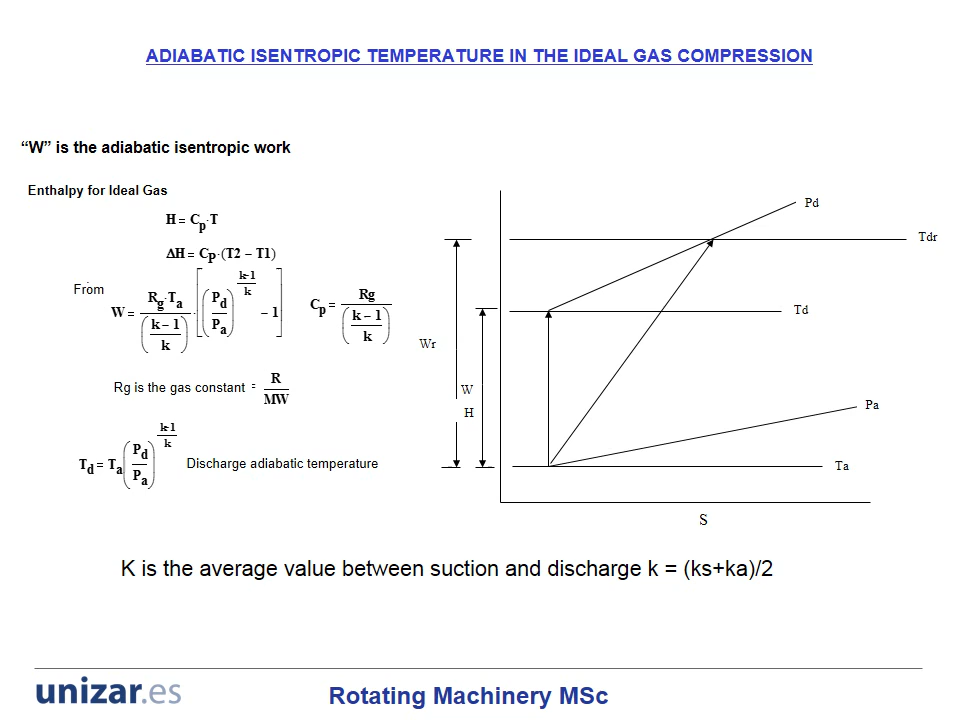 ADIABATIC ISENTROPIC TEMPERATURE IN THE IDEAL GAS COMPRESSION
“W” is the adiabatic isentropic work
Enthalpy for Ideal Gas
H = Cp·T
ΔH = Cp·(T2 − T1)
From W = Rg·Ta / ((k − 1)/k) · [(Pd/Pa)^((k-1)/k) − 1] Cp = Rg / ((k − 1)/k)
Rg is the gas constant = R/MW
Td = Ta (Pd/Pa)^((k-1)/k) Discharge adiabatic temperature
Pd
Tdr
Td
Wr
W
H
Pa
Ta
S
K is the average value between suction and discharge k = (ks+ka)/2
unizar.es
Rotating Machinery MSc